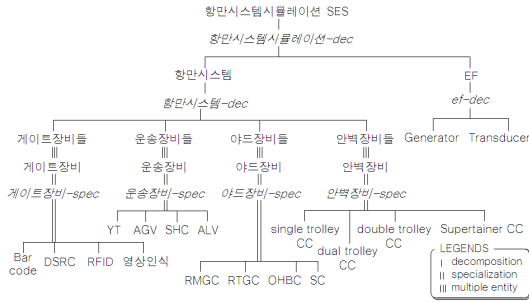 항만시스템시뮬레이션 SES
항만시스템시뮬레이션-dec
항만시스템
EF
항만시스템-dec
ef-dec
게이트장비들
운송장비들
야드장비들
안벽장비들
Generator
Transducer
게이트장비
운송장비
야드장비
안벽장비
게이트장비-spec
운송장비-spec
야드장비-spec
안벽장비-spec
YT
AGV
SHC
ALV
single trolley
CC
dual trolley
CC
double trolley
CC
Supertainer CC
Bar
code
DSRC
RFID
영상인식
RMGC
RTGC
OHBC
SC
LEGENDS
decomposition
specialization
multiple entity